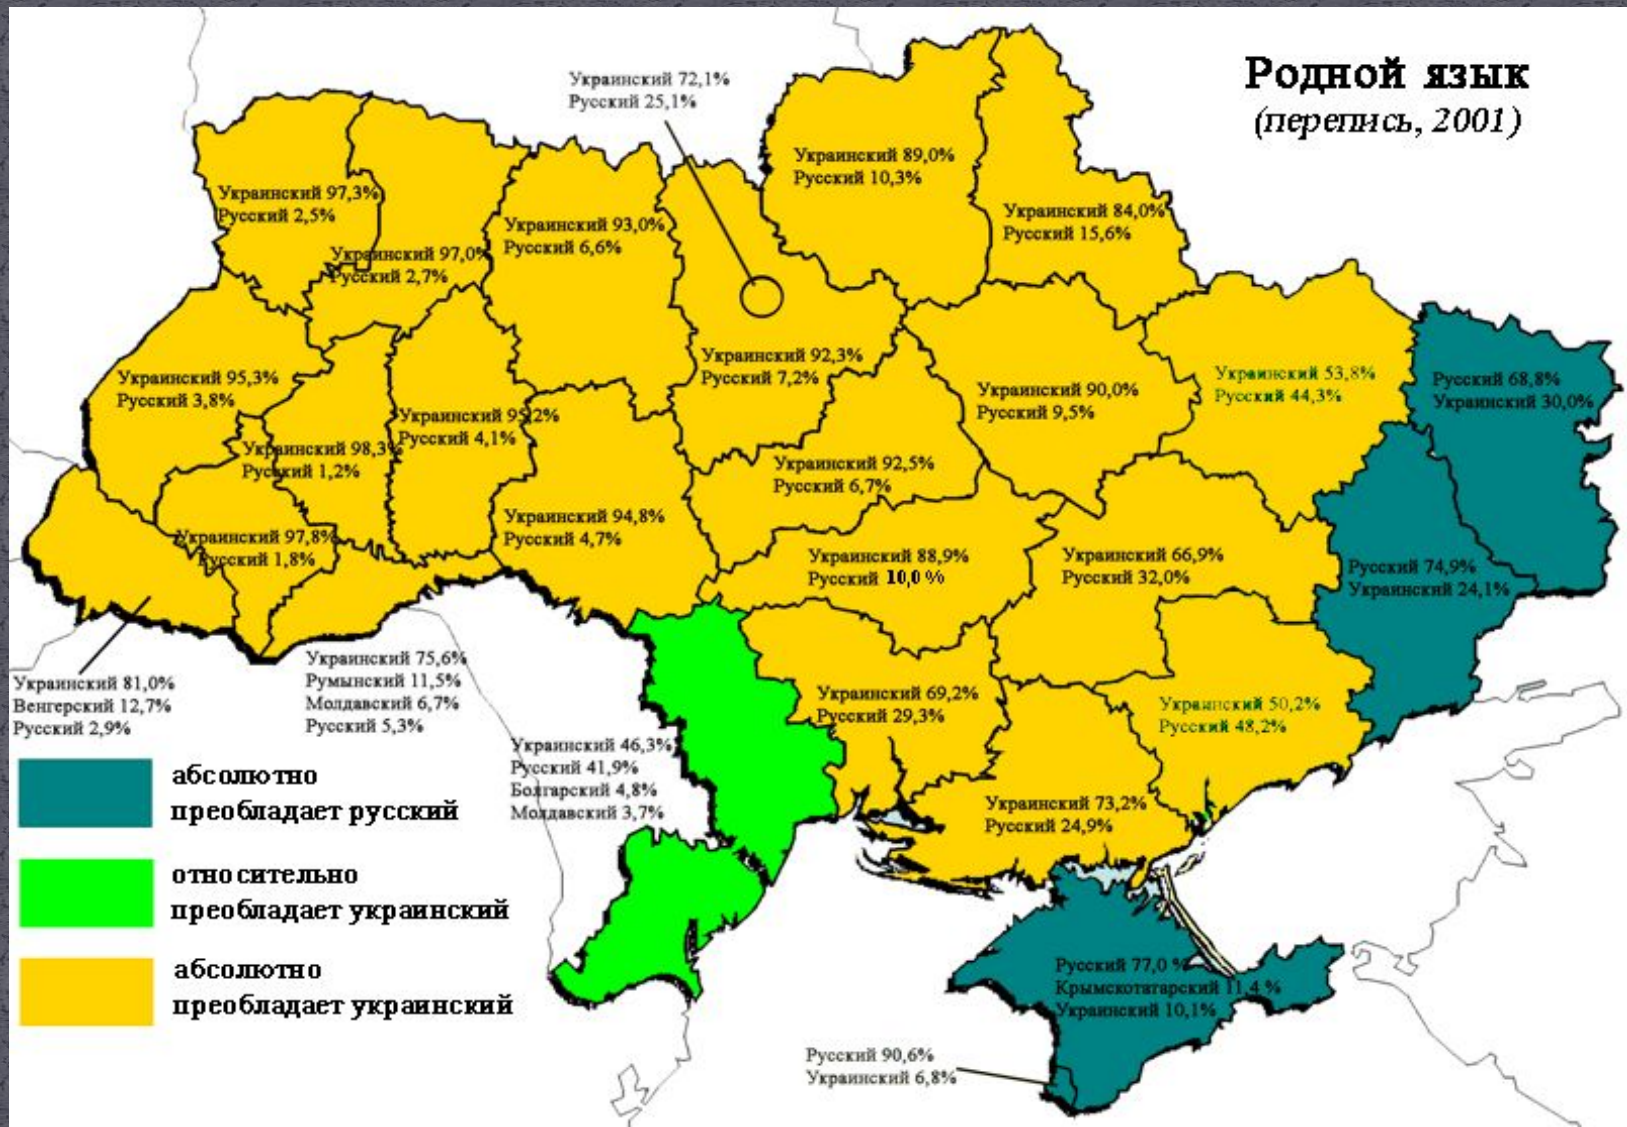 Родной язык
(перепись, 2001)
Украинский 72,1%
Русский 25,1%
Украинский 89,0%
Русский 10,3%
Украинский 97,3%
Русский 2,5%
Украинский 97,0%
Русский 2,7%
Украинский 93,0%
Русский 6,6%
Украинский 84,0%
Русский 15,6%
Украинский 95,3%
Русский 3,8%
Украинский 98,3%
Русский 1,2%
Украинский 95,2%
Русский 4,1%
Украинский 92,3%
Русский 7,2%
Украинский 90,0%
Русский 9,5%
Украинский 53,8%
Русский 44,3%
Русский 68,8%
Украинский 30,0%
Украинский 92,5%
Русский 6,7%
Украинский 97,8%
Русский 1,8%
Украинский 94,8%
Русский 4,7%
Украинский 88,9%
Русский 10,0 %
Украинский 66,9%
Русский 32,0%
Русский 74,9%
Украинский 24,1%
Украинский 81,0%
Венгерский 12,7%
Русский 2,9%
Украинский 75,6%
Румынский 11,5%
Молдавский 6,7%
Русский 5,3%
Украинский 46,3%
Русский 41,9%
Болгарский 4,8%
Молдавский 3,7%
Украинский 69,2%
Русский 29,3%
Украинский 50,2%
Русский 48,2%
Украинский 73,2%
Русский 24,9%
Русский 77,0 %
Крымскотатарский 11,4 %
Украинский 10,1%
Русский 90,6%
Украинский 6,8%
абсолютно
преобладает русский
относительно
преобладает украинский
абсолютно
преобладает украинский